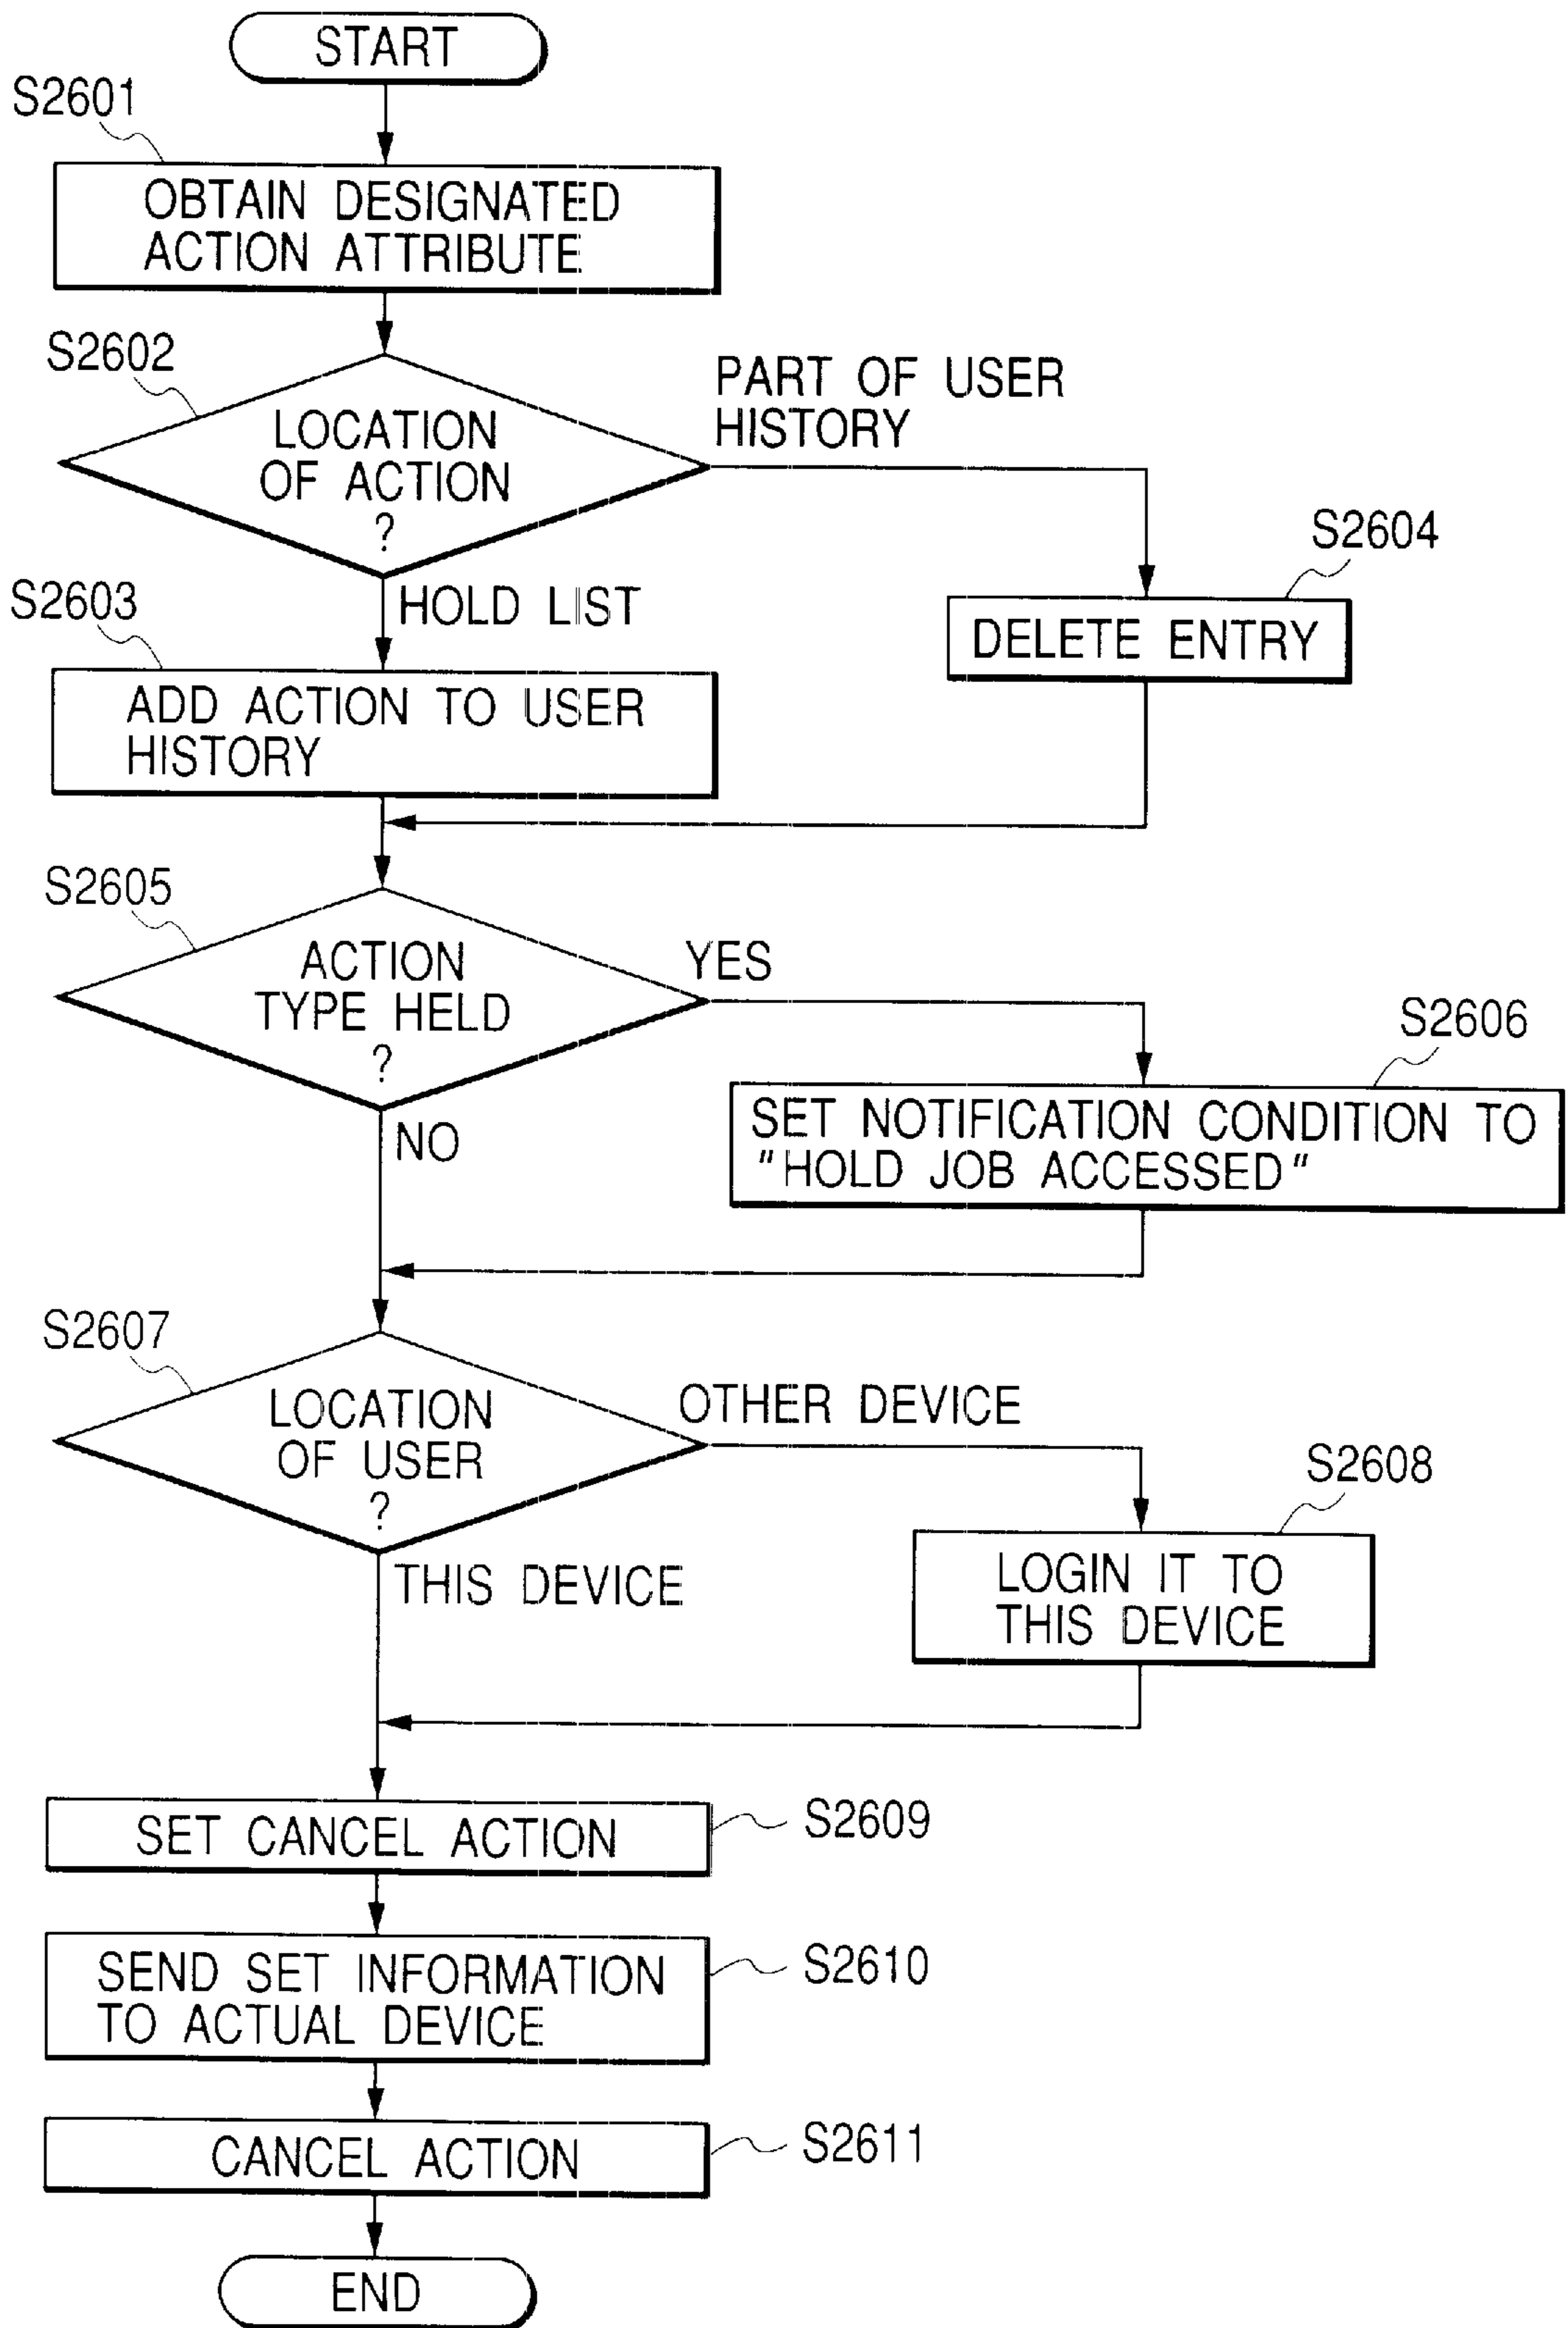 START
S2601
OBTAIN DESIGNATED
ACTION ATTRIBUTE
S2602
LOCATION
OF ACTION
?
PART OF USER
HISTORY
HOLD LIST
S2604
DELETE ENTRY
S2603
ADD ACTION TO USER
HISTORY
S2605
ACTION
TYPE HELD
?
YES
NO
S2606
SET NOTIFICATION CONDITION TO
"HOLD JOB ACCESSED"
S2607
LOCATION
OF USER
?
OTHER DEVICE
THIS DEVICE
S2608
LOGIN IT TO
THIS DEVICE
SET CANCEL ACTION
S2609
SEND SET INFORMATION
TO ACTUAL DEVICE
S2610
CANCEL ACTION
S2611
END